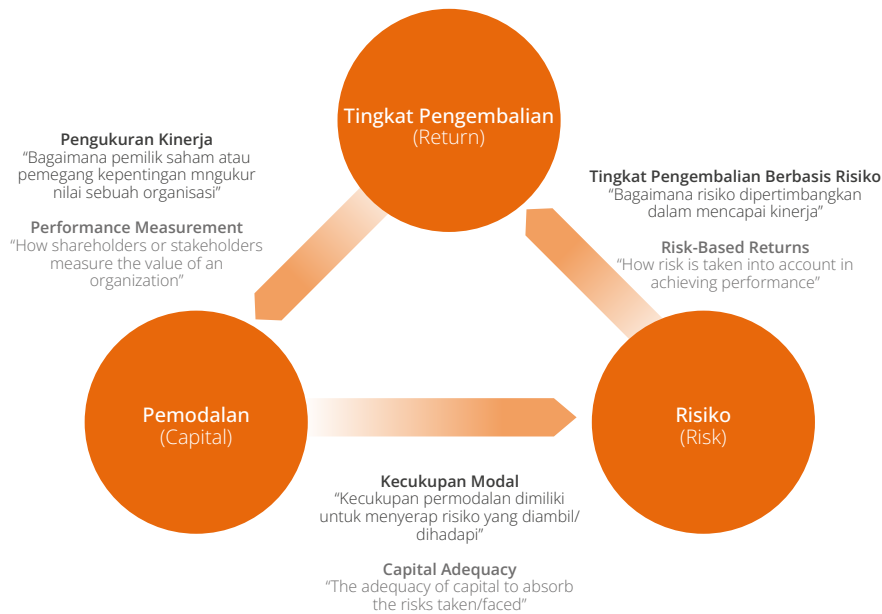 Tingkat Pengembalian
(Return)
Pengukuran Kinerja
“Bagaimana pemilik saham atau
pemegang kepentingan mngukur
nilai sebuah organisasi”
Performance Measurement
“How shareholders or stakeholders
measure the value of an
organization”
Tingkat Pengembalian Berbasis Risiko
“Bagaimana risiko dipertimbangkan
dalam mencapai kinerja”
Risk-Based Returns
“How risk is taken into account in
achieving performance”
Pemodalan
(Capital)
Risiko
(Risk)
Kecukupan Modal
“Kecukupan permodalan dimiliki
untuk menyerap risiko yang diambil/
dihadapi”
Capital Adequacy
“The adequacy of capital to absorb
the risks taken/faced”